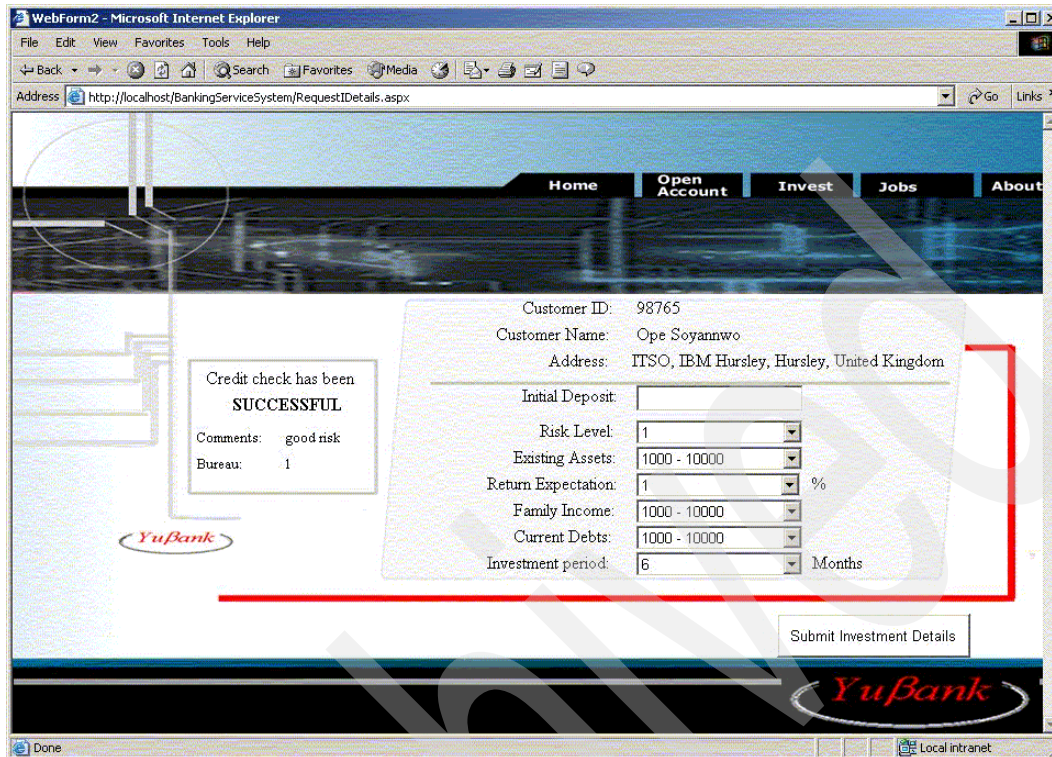 WebForm2 - Microsoft Internet Explorer
File Edit View Favorites Tools Help
Back Search Favorites Media
Address http://localhost/BankingServiceSystem/RequestIDetails.aspx Go Links
Home Open Account Invest Jobs About
Customer ID: 98765
Customer Name: Ope Soyannwo
Address: ITSO, IBM Hursley, Hursley, United Kingdom
Credit check has been
SUCCESSFUL
Comments: good risk
Bureau: 1
Initial Deposit:
Risk Level: 1
Existing Assets: 1000 - 10000
Return Expectation: 1 %
Family Income: 1000 - 10000
Current Debts: 1000 - 10000
Investment period: 6 Months
YuBank
Submit Investment Details
YuBank
Done Local intranet